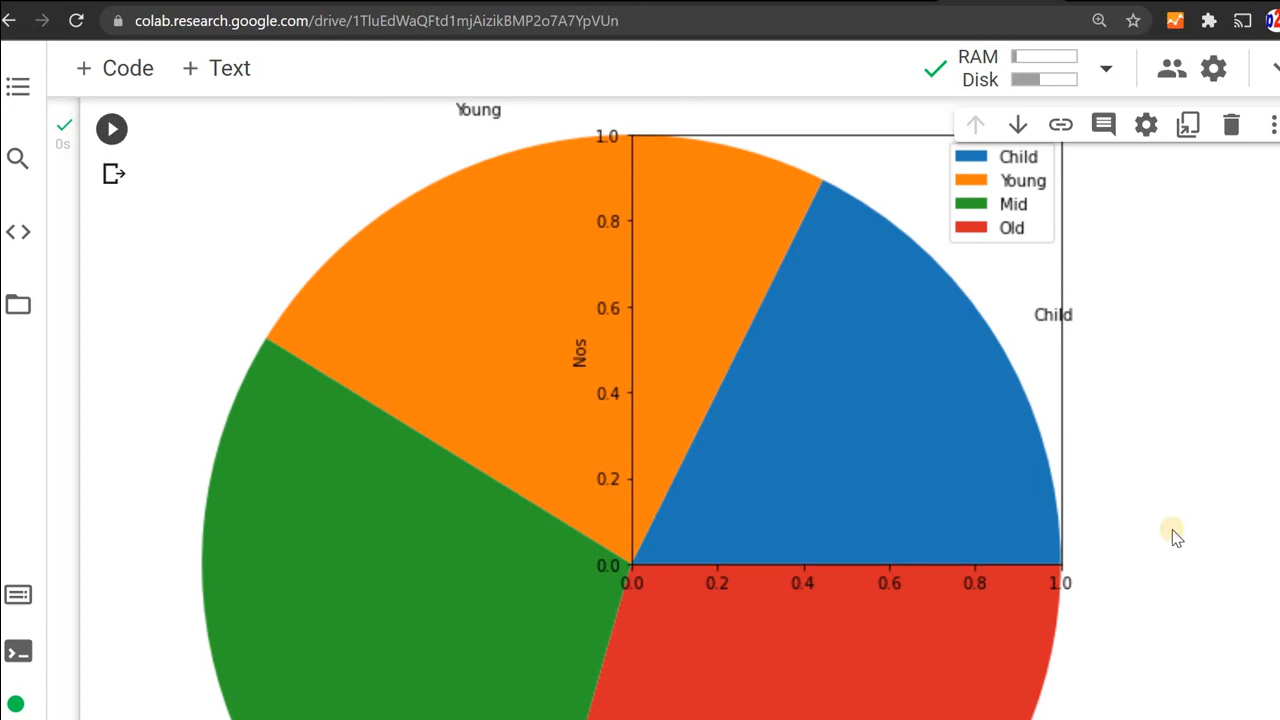 colab.research.google.com/drive/1TluEdWaQFtd1mjAizikBMP2o7A7YpVUn
+ Code + Text
RAM
Disk
0s
Young
1.0
0.8
0.6
0.4
0.2
0.0
Nos
Child
Young
Mid
Old
Child
0.0 0.2 0.4 0.6 0.8 1.0